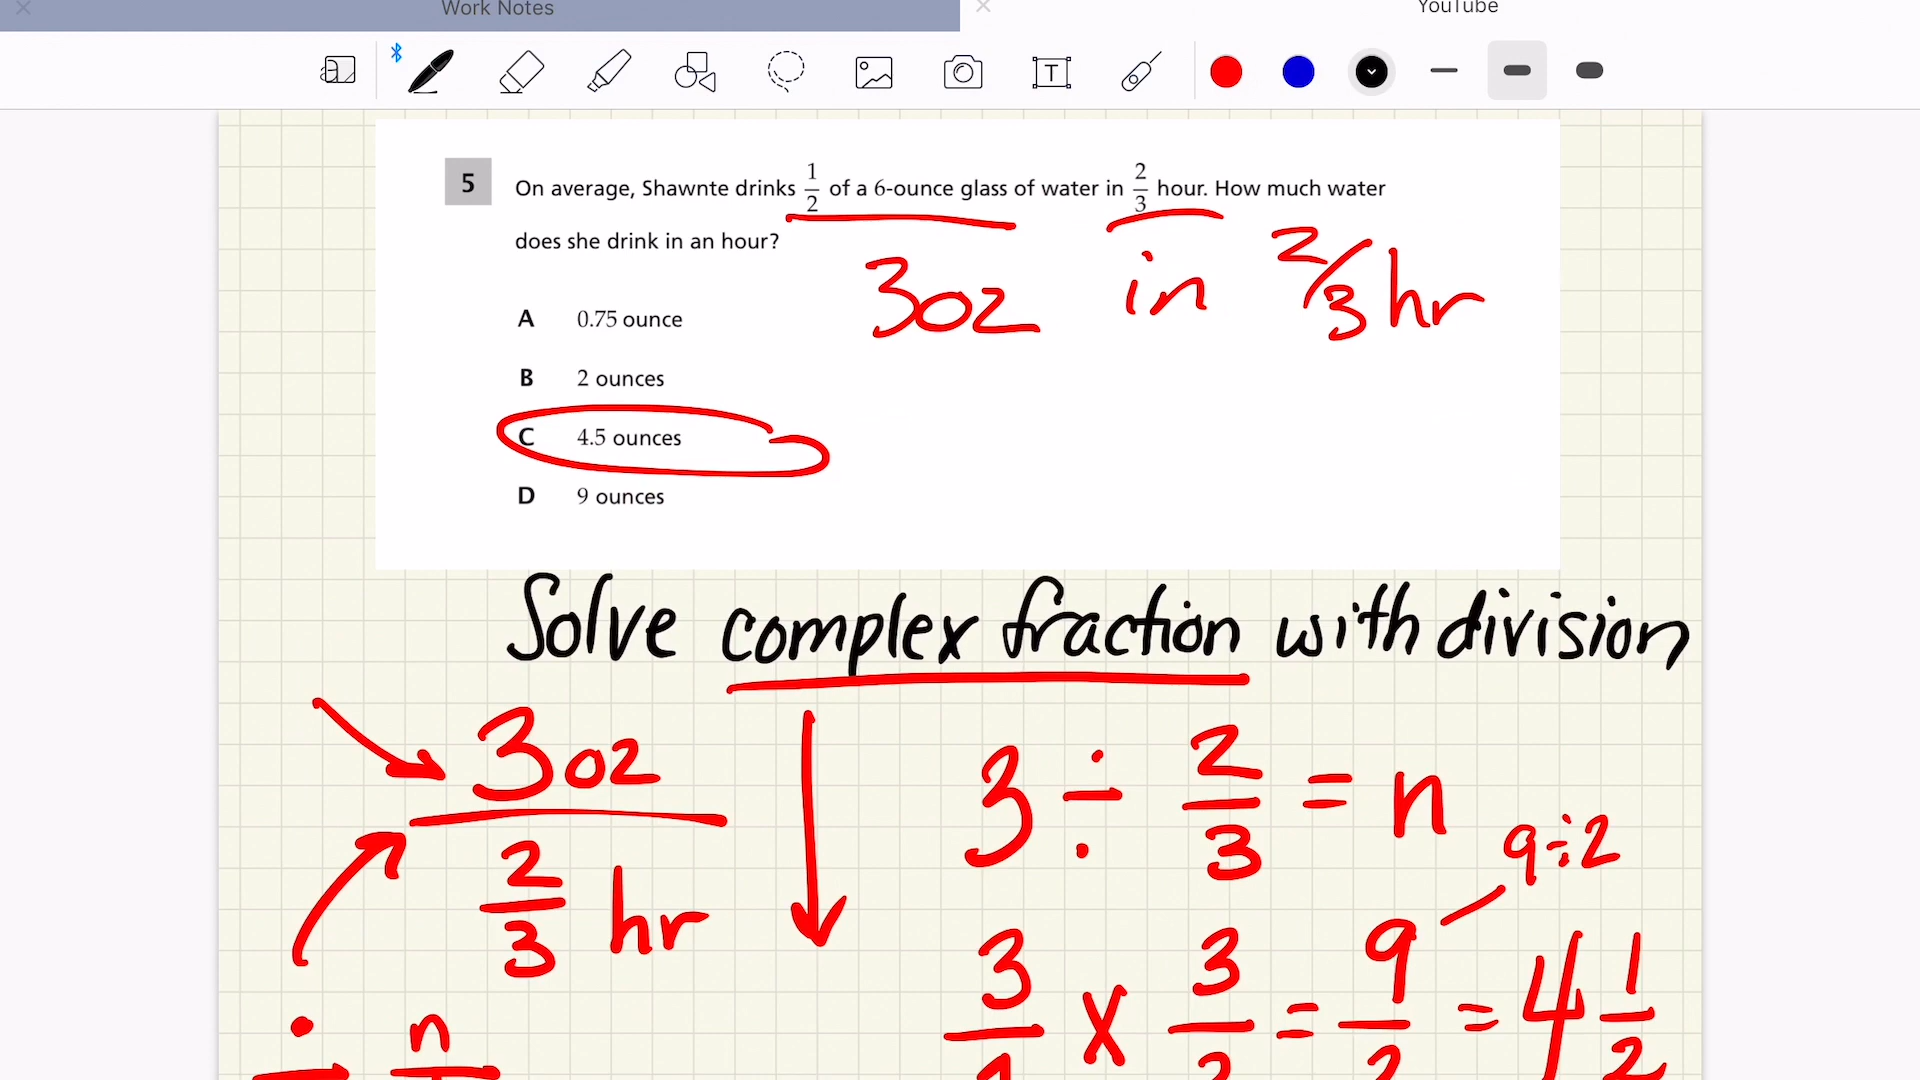 Work Notes
YouTube
T
5 On average, Shawnte drinks 1/2 of a 6-ounce glass of water in 2/3 hour. How much water
does she drink in an hour?
3oz in 2/3 hr
A 0.75 ounce
B 2 ounces
C 4.5 ounces
D 9 ounces
Solve complex fraction with division
3oz
2/3 hr
3 ÷ 2/3 = n
9÷2
3/1 x 3/2 = 9/2 = 4 1/2
n